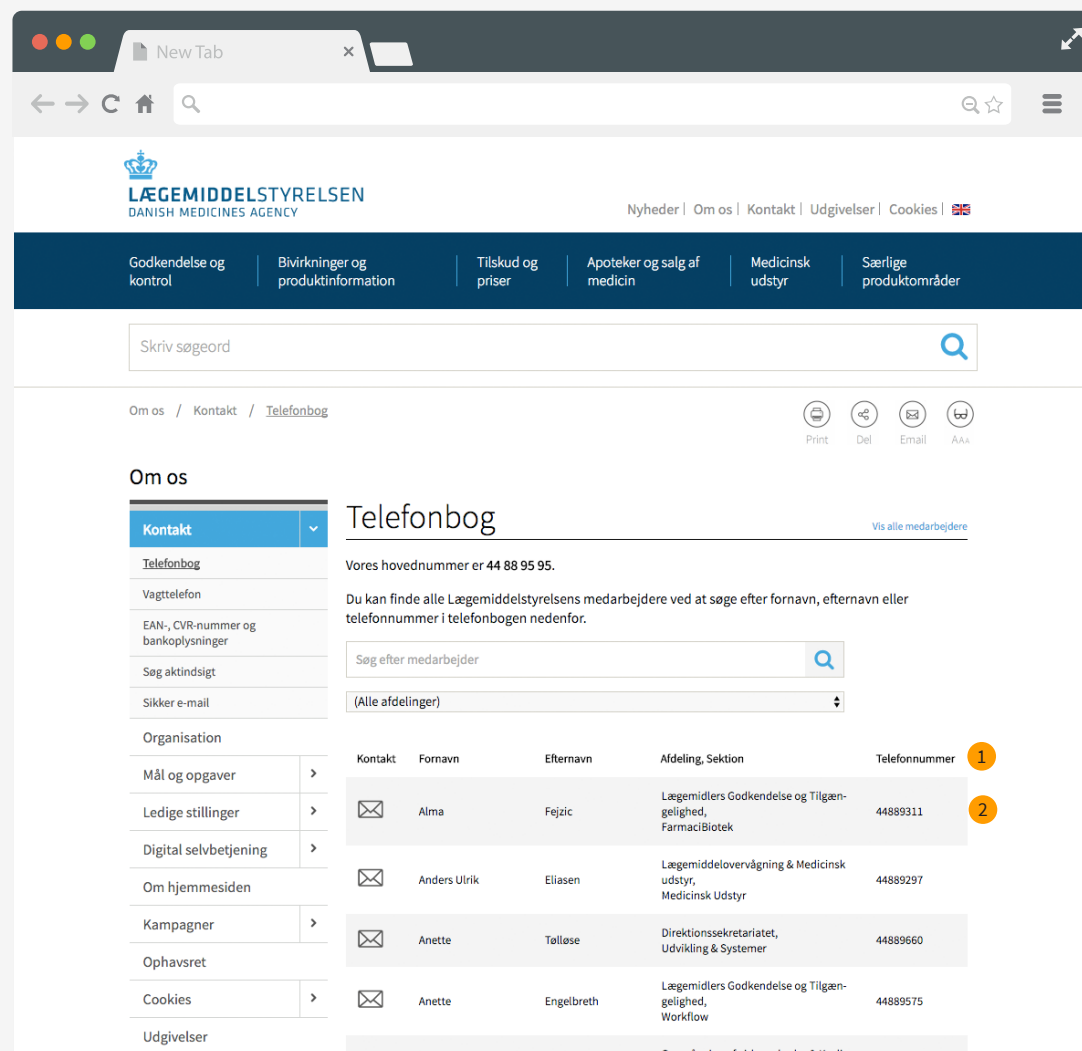 New Tab
LÆGEMIDDELSTYRELSEN
DANISH MEDICINES AGENCY
Nyheder | Om os | Kontakt | Udgivelser | Cookies |
Godkendelse og
kontrol
Bivirkninger og
produktinformation
Tilskud og
priser
Apoteker og salg af
medicin
Medicinsk
udstyr
Særlige
produktområder
Skriv søgeord
Om os / Kontakt / Telefonbog
Print Del Email AAA
Om os
Kontakt
Telefonbog
Vagttelefon
EAN-, CVR-nummer og
bankoplysninger
Søg aktindsigt
Sikker e-mail
Organisation
Mål og opgaver
Ledige stillinger
Digital selvbetjening
Om hjemmesiden
Kampagner
Ophavsret
Cookies
Udgivelser
Telefonbog
Vis alle medarbejdere
Vores hovednummer er 44 88 95 95.
Du kan finde alle Lægemiddelstyrelsens medarbejdere ved at søge efter fornavn, efternavn eller
telefonnummer i telefonbogen nedenfor.
Søg efter medarbejder
(Alle afdelinger)
Kontakt Fornavn Efternavn Afdeling, Sektion Telefonnummer 1
Alma Fejzic Lægemidlers Godkendelse og Tilgæn-
gelighed,
FarmaciBiotek 44889311 2
Anders Ulrik Eliasen Lægemiddelovervågning & Medicinsk
udstyr,
Medicinsk Udstyr 44889297
Anette Tølløse Direktionssekretariatet,
Udvikling & Systemer 44889660
Anette Engelbreth Lægemidlers Godkendelse og Tilgæn-
gelighed,
Workflow 44889575